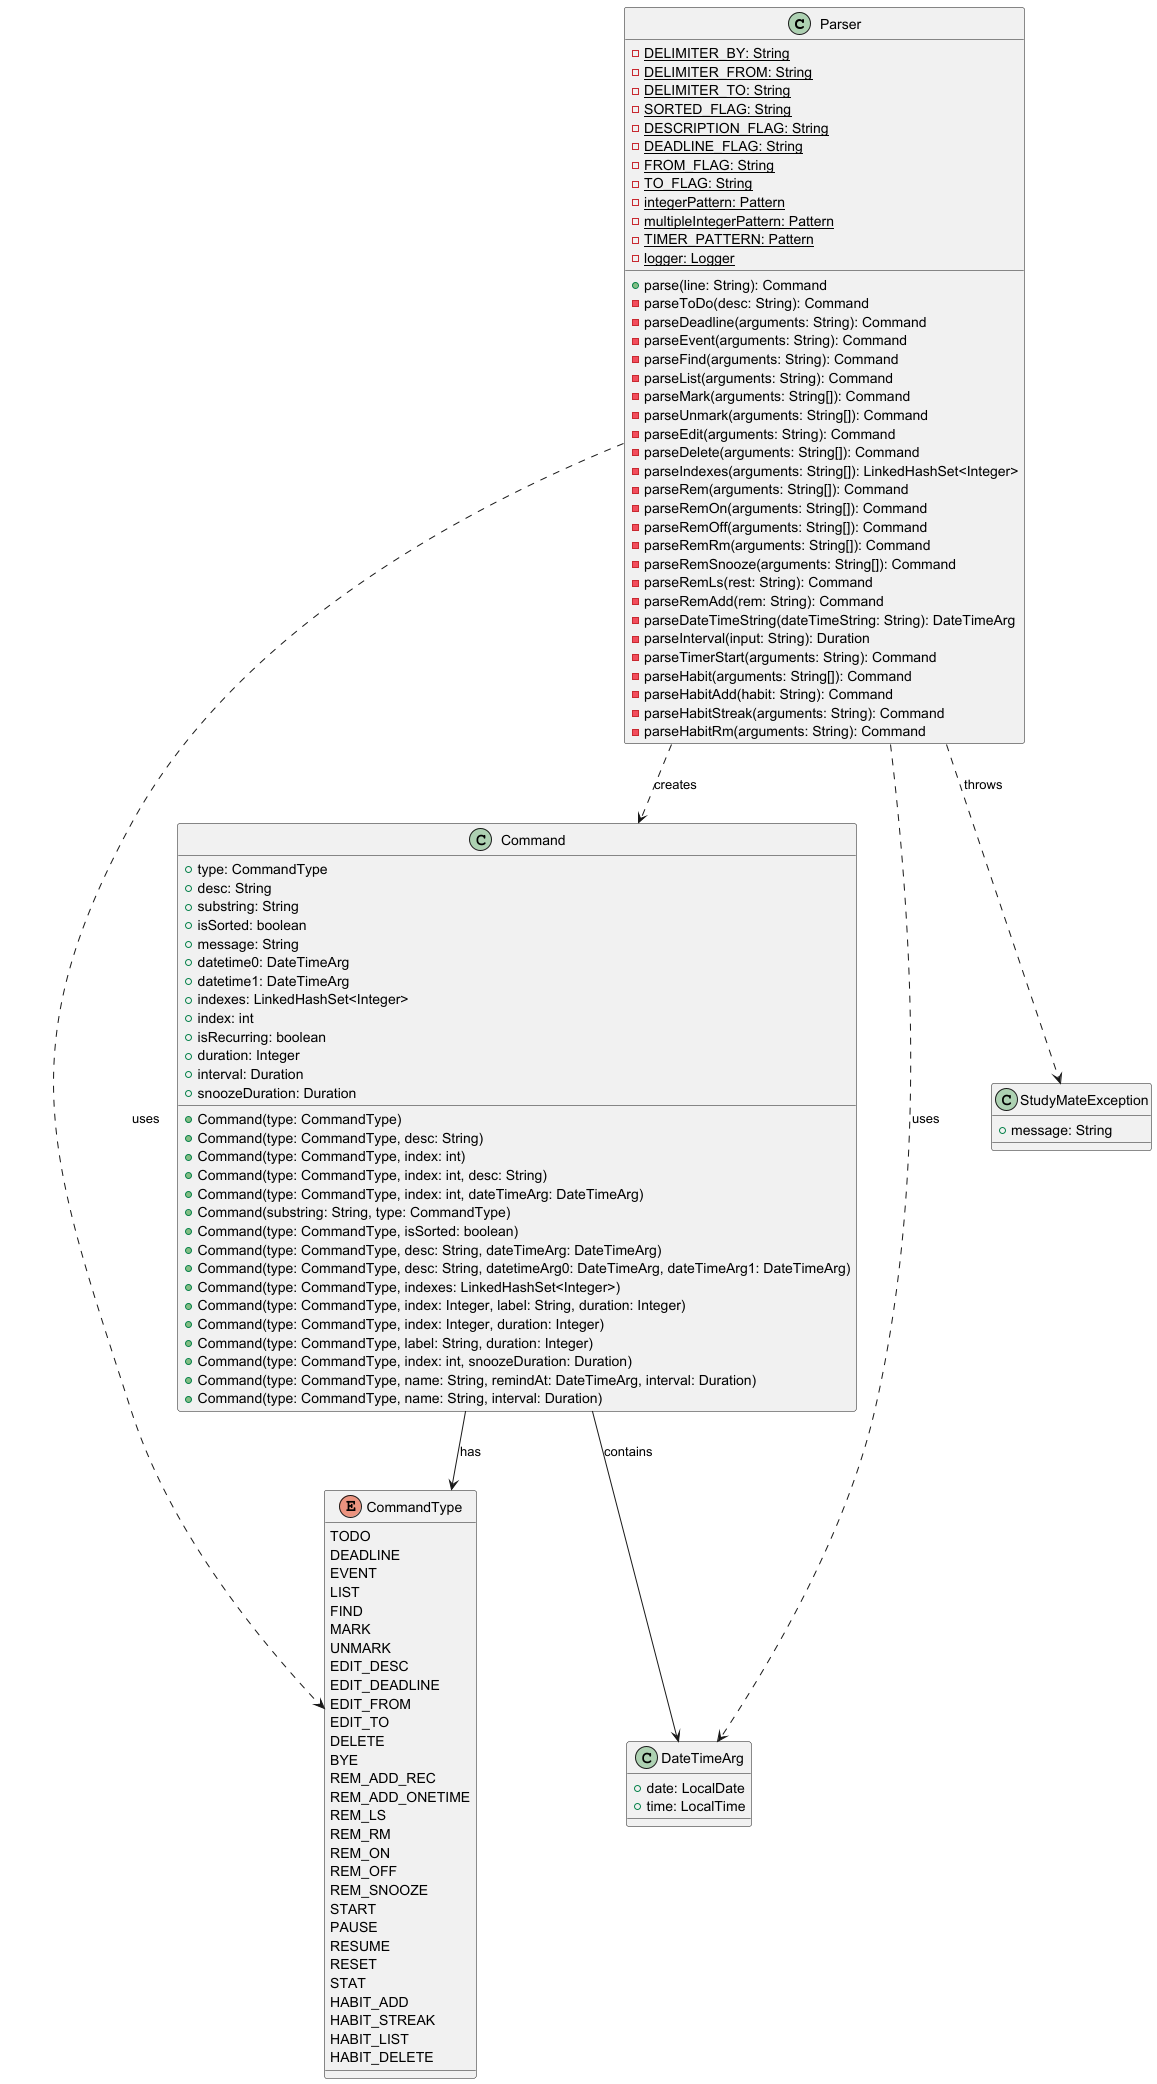 C Parser
DELIMITER_BY: String
DELIMITER_FROM: String
DELIMITER_TO: String
SORTED_FLAG: String
DESCRIPTION_FLAG: String
DEADLINE_FLAG: String
FROM_FLAG: String
TO_FLAG: String
integerPattern: Pattern
multipleIntegerPattern: Pattern
TIMER_PATTERN: Pattern
logger: Logger
parse(line: String): Command
parseToDo(desc: String): Command
parseDeadline(arguments: String): Command
parseEvent(arguments: String): Command
parseFind(arguments: String): Command
parseList(arguments: String): Command
parseMark(arguments: String[]): Command
parseUnmark(arguments: String[]): Command
parseEdit(arguments: String): Command
parseDelete(arguments: String[]): Command
parseIndexes(arguments: String[]): LinkedHashSet<Integer>
parseRem(arguments: String[]): Command
parseRemOn(arguments: String[]): Command
parseRemOff(arguments: String[]): Command
parseRemRm(arguments: String[]): Command
parseRemSnooze(arguments: String[]): Command
parseRemLs(rest: String): Command
parseRemAdd(rem: String): Command
parseDateTimeString(dateTimeString: String): DateTimeArg
parseInterval(input: String): Duration
parseTimerStart(arguments: String): Command
parseHabit(arguments: String[]): Command
parseHabitAdd(habit: String): Command
parseHabitStreak(arguments: String): Command
parseHabitRm(arguments: String): Command
creates
throws
C Command
type: CommandType
desc: String
substring: String
isSorted: boolean
message: String
datetime0: DateTimeArg
datetime1: DateTimeArg
indexes: LinkedHashSet<Integer>
index: int
isRecurring: boolean
duration: Integer
interval: Duration
snoozeDuration: Duration
Command(type: CommandType)
Command(type: CommandType, desc: String)
Command(type: CommandType, index: int)
Command(type: CommandType, index: int, desc: String)
Command(type: CommandType, index: int, dateTimeArg: DateTimeArg)
Command(substring: String, type: CommandType)
Command(type: CommandType, isSorted: boolean)
Command(type: CommandType, desc: String, dateTimeArg: DateTimeArg)
Command(type: CommandType, desc: String, datetimeArg0: DateTimeArg, dateTimeArg1: DateTimeArg)
Command(type: CommandType, indexes: LinkedHashSet<Integer>)
Command(type: CommandType, index: Integer, label: String, duration: Integer)
Command(type: CommandType, index: Integer, duration: Integer)
Command(type: CommandType, label: String, duration: Integer)
Command(type: CommandType, index: int, snoozeDuration: Duration)
Command(type: CommandType, name: String, remindAt: DateTimeArg, interval: Duration)
Command(type: CommandType, name: String, interval: Duration)
uses
uses
C StudyMateException
message: String
has
contains
E CommandType
TODO
DEADLINE
EVENT
LIST
FIND
MARK
UNMARK
EDIT_DESC
EDIT_DEADLINE
EDIT_FROM
EDIT_TO
DELETE
BYE
REM_ADD_REC
REM_ADD_ONETIME
REM_LS
REM_RM
REM_ON
REM_OFF
REM_SNOOZE
START
PAUSE
RESUME
RESET
STAT
HABIT_ADD
HABIT_STREAK
HABIT_LIST
HABIT_DELETE
C DateTimeArg
date: LocalDate
time: LocalTime